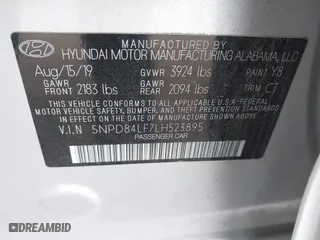 MANUFACTURED BY
HYUNDAI MOTOR MANUFACTURING ALABAMA, LLC
Aug/15/19 GVWR 3924 lbs PAINT Y8
GAWR FRONT 2183 lbs GAWR REAR 2094 lbs TRIM CT
THIS VEHICLE CONFORMS TO ALL APPLICABLE FEDERAL MOTOR
VEHICLE SAFETY, BUMPER, AND THEFT PREVENTION STANDARDS
IN EFFECT ON THE DATE OF MANUFACTURE SHOWN ABOVE.
V.I.N 5NPD84LF7LH523895
PASSENGER CAR
AUTOBIDMASTER.COM